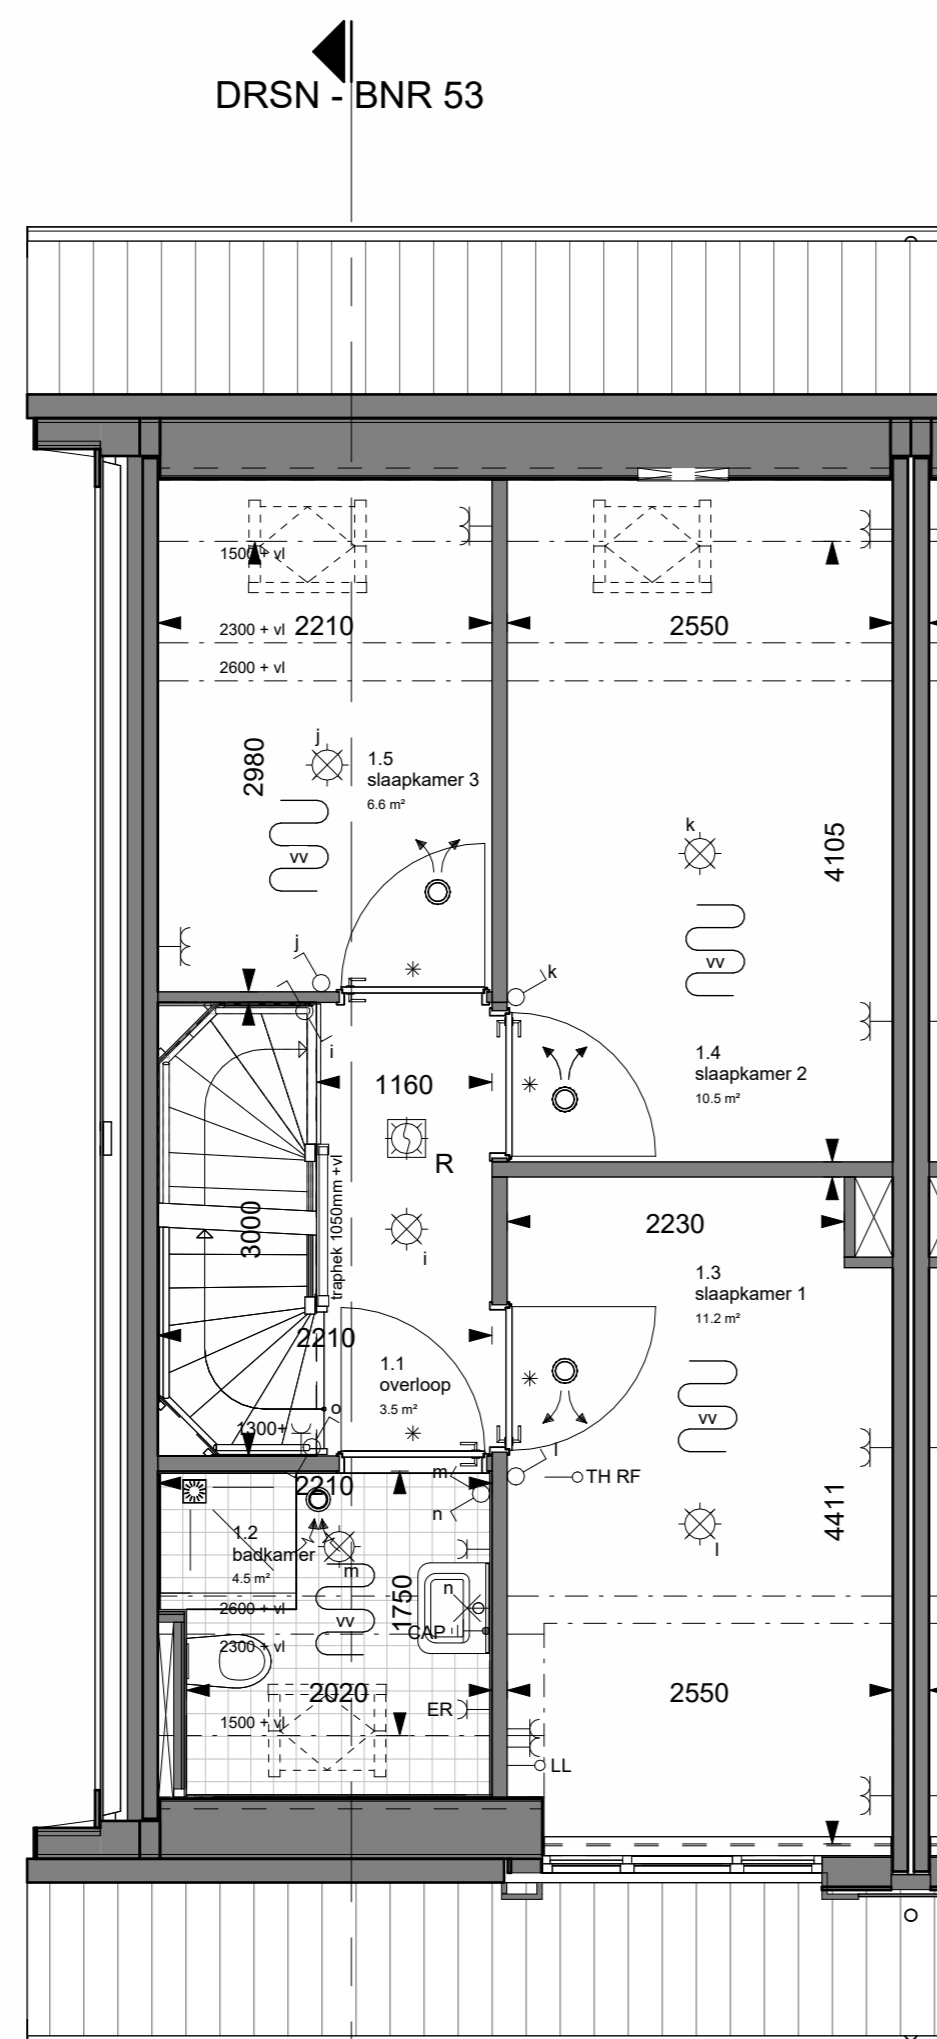 DRSN - BNR 53
1500 + vl
2300 + vl
2210
2550
2600 + vl
2980
j
1.5
slaapkamer 3
6.6 m²
vv
k
4105
vv
j
k
i
1.4
slaapkamer 2
10.5 m²
1160
R
3000
traphek 1050mm +vl
i
2230
1.3
slaapkamer 1
11.2 m²
2210
1.1
overloop
3.5 m²
o
1300+
vv
l
m
TH RF
2210
n
4411
1.2
badkamer
4.5 m²
m
l
n
1750
2600 + vl
vv
CAP
2300 + vl
2020
2550
ER
1500 + vl
LL